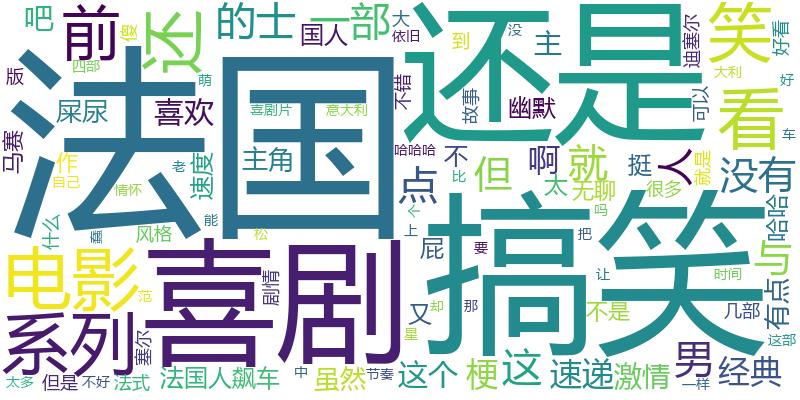 吧
前
还
的士
一部
大
依旧
没
还是
笑
迪塞尔
好看
版
四部
傻
国人
到
主
大利
好
车
法国
屎尿
喜欢
萌
喜剧片
意大利
不错
故事
幽默
可以
看
马赛
作
自己
速度
老
主角
哈哈哈
不
啊
就
挺
人
就是
没有
情怀
能
点
但
比
太
无聊
很多
哈哈
什么
蠢
风格
松
个
上
屁
吗
把
与
电影
范
喜剧
剧情
要
搞笑
让
时间
有点
系列
塞尔
又
却
那
星
不是
几部
这部
太多
但是
不好
法式
法国人飙车
中
虽然
节奏
这个
梗
这
速递
激情
男
一样
经典